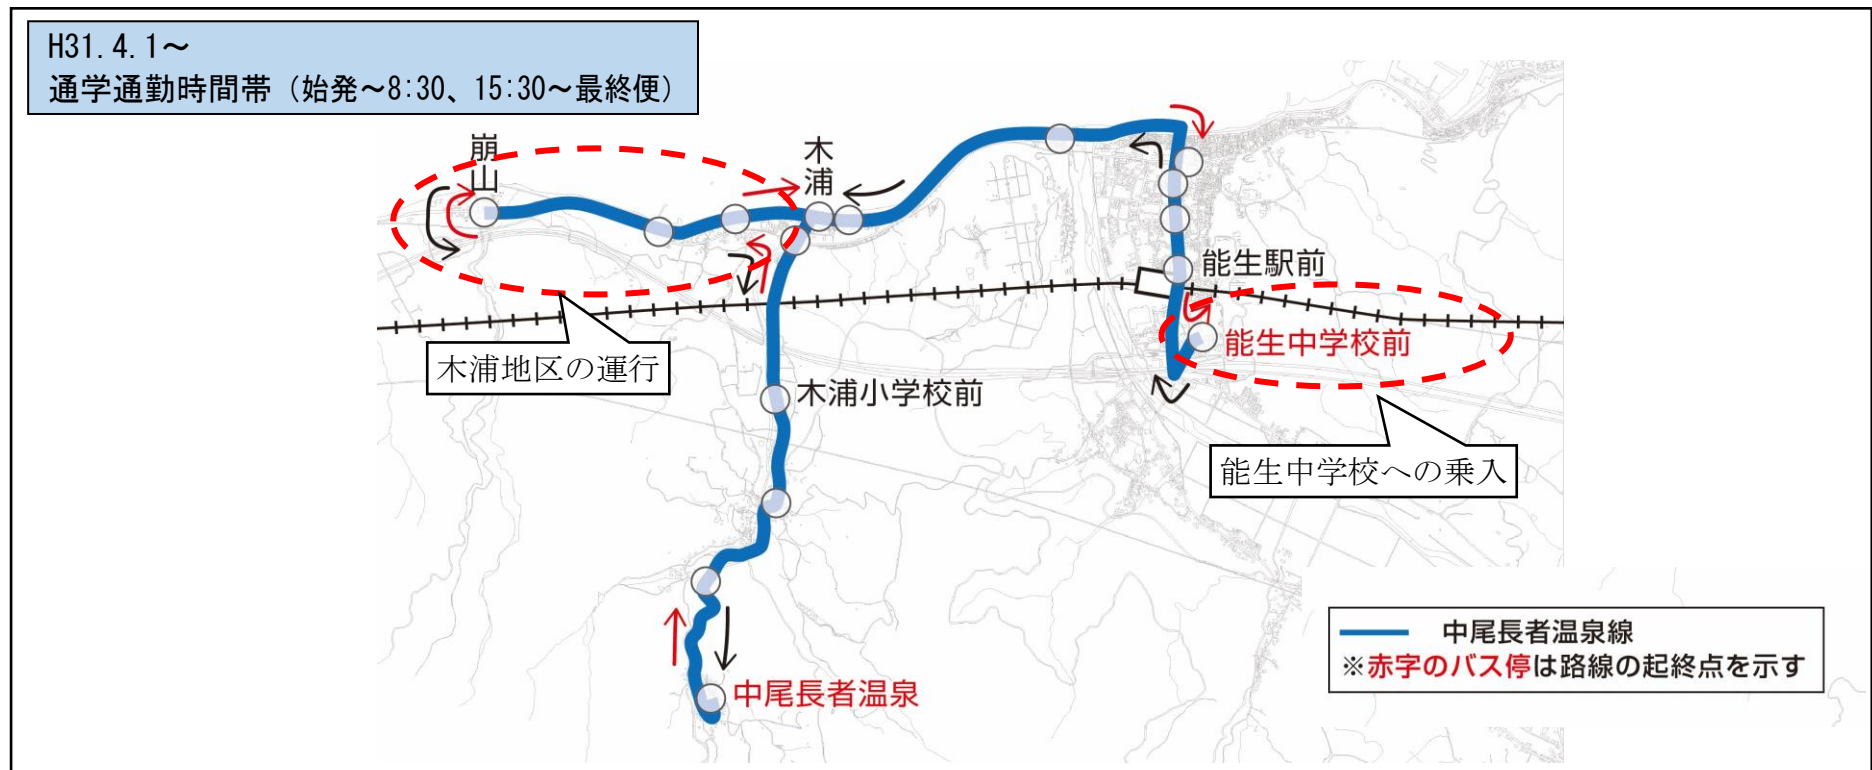 H31.4.1～
通学通勤時間帯（始発～8:30、15:30～最終便）
崩山
木浦
能生駅前
能生中学校前
木浦地区の運行
木浦小学校前
能生中学校への乗入
中尾長者温泉
中尾長者温泉線
※赤字のバス停は路線の起終点を示す